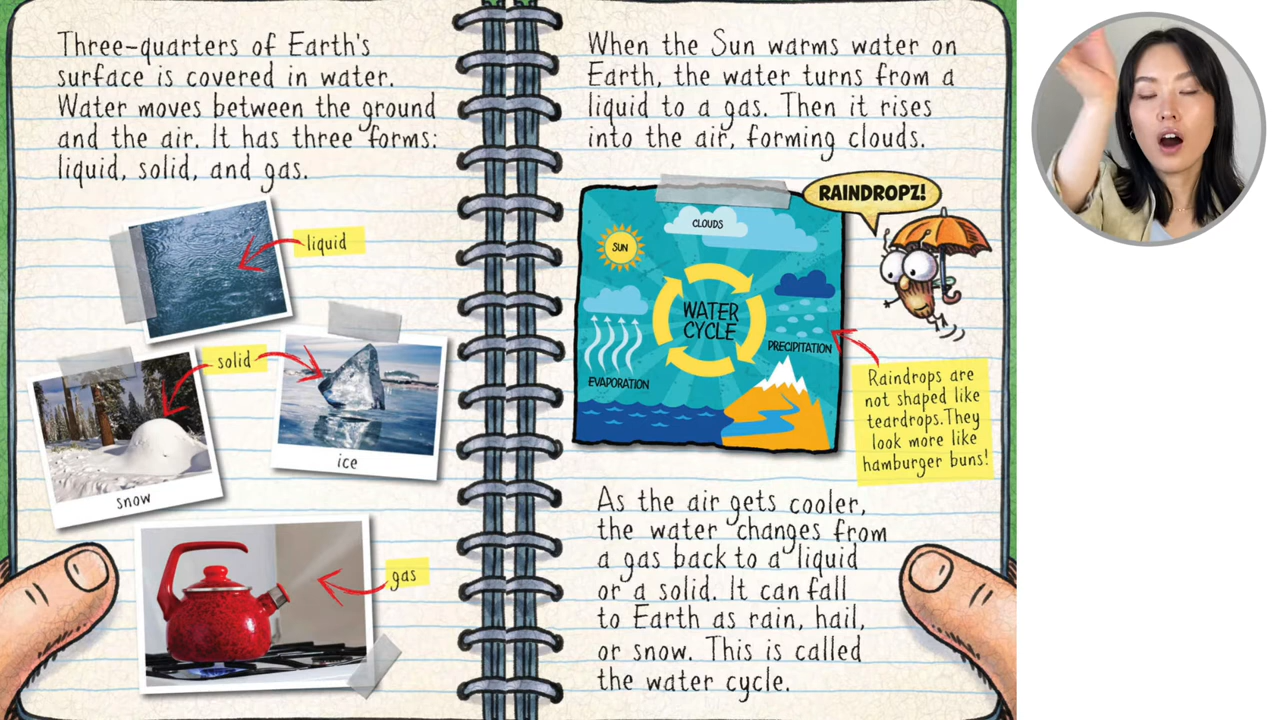 Three-quarters of Earth's
surface is covered in water.
Water moves between the ground
and the air. It has three forms:
liquid, solid, and gas.
liquid
solid
ice
snow
gas
When the Sun warms water on
Earth, the water turns from a
liquid to a gas. Then it rises
into the air, forming clouds.
RAINDROPZ!
CLOUDS
SUN
WATER
CYCLE
PRECIPITATION
EVAPORATION
Raindrops are
not shaped like
teardrops.They
look more like
hamburger buns!
As the air gets cooler,
the water changes from
a gas back to a liquid
or a solid. It can fall
to Earth as rain, hail,
or snow. This is called
the water cycle.